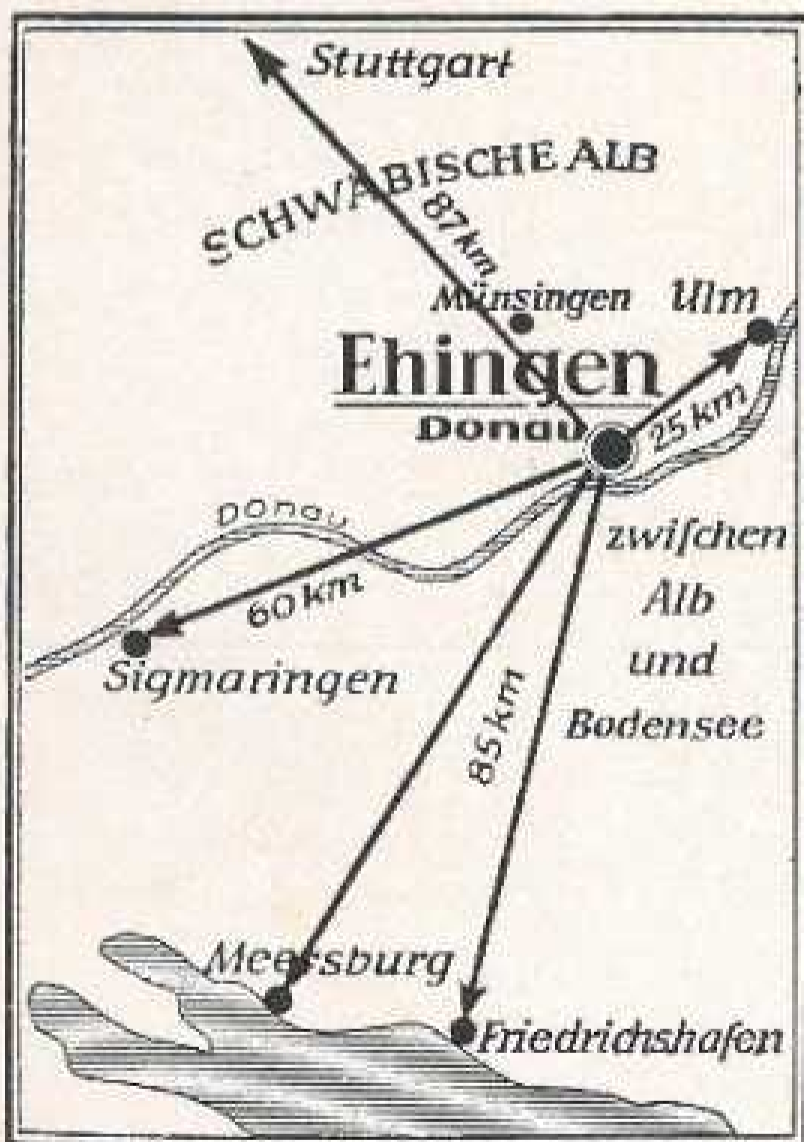 Stuttgart
SCHWÄBISCHE ALB
87 km
Münsingen
Ulm
Ehingen
Donau
25 km
Donau
zwiſchen
Alb
und
Bodensee
60 km
Sigmaringen
85 km
Meersburg
Friedrichshafen